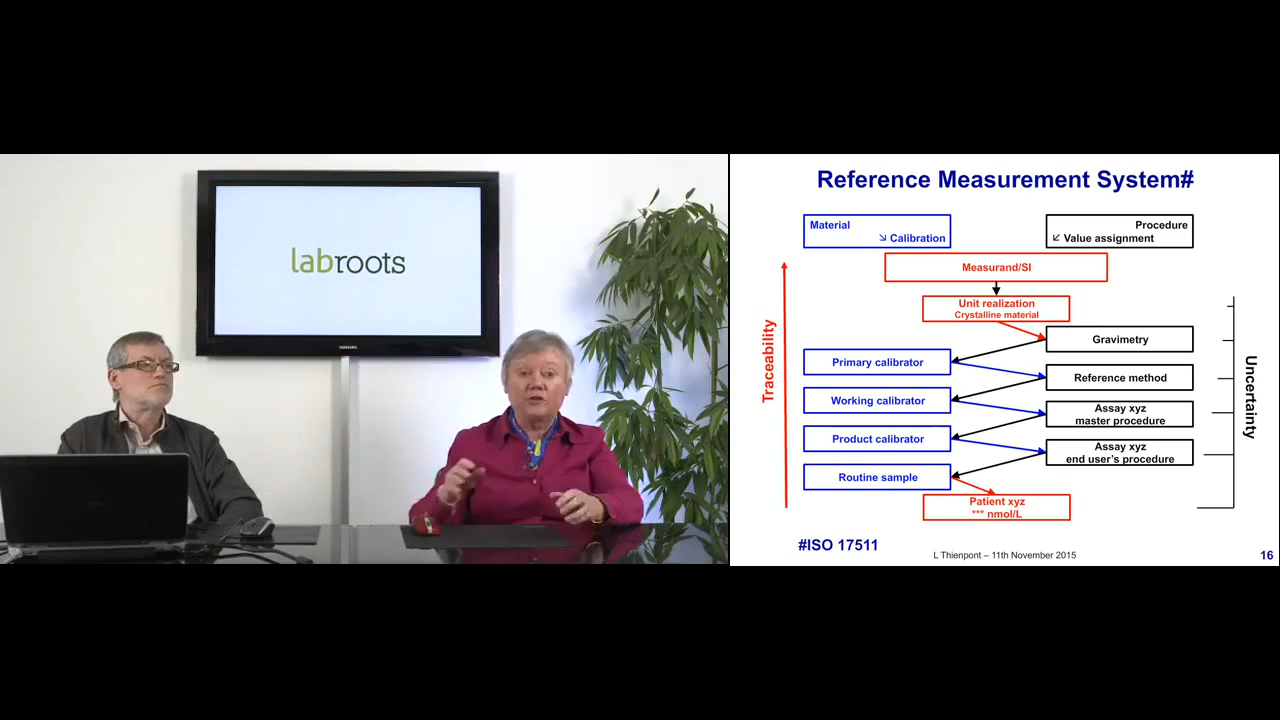 labroots
SAMSUNG
Reference Measurement System#
Material
↘ Calibration
Procedure
↙ Value assignment
Measurand/SI
Unit realization
Crystalline material
Gravimetry
Primary calibrator
Reference method
Working calibrator
Assay xyz
master procedure
Product calibrator
Assay xyz
end user's procedure
Routine sample
Patient xyz
*** nmol/L
Traceability
Uncertainty
#ISO 17511
L Thienpont – 11th November 2015
16